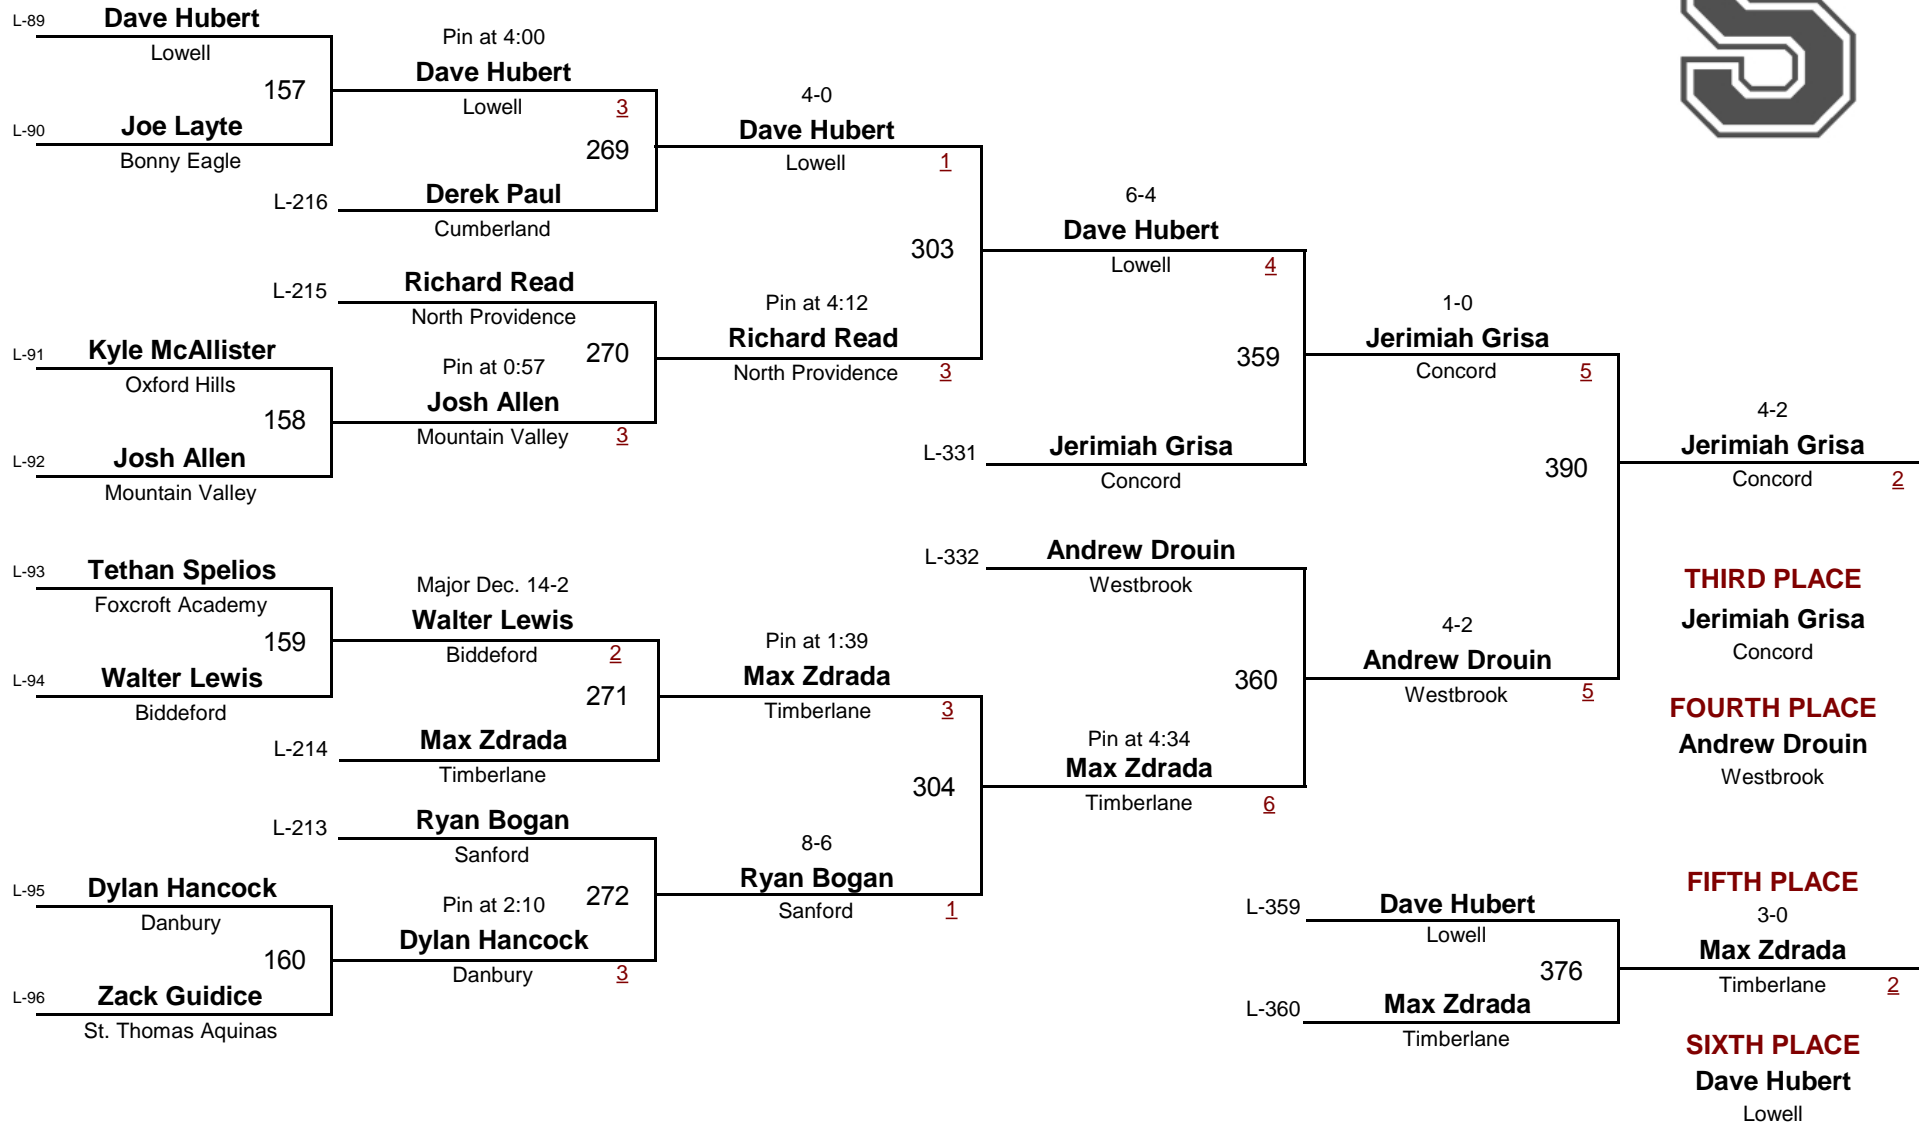 L-89 Dave Hubert
Lowell
157
L-90 Joe Layte
Bonny Eagle
L-91 Kyle McAllister
Oxford Hills
158
L-92 Josh Allen
Mountain Valley
L-93 Tethan Spelios
Foxcroft Academy
159
L-94 Walter Lewis
Biddeford
L-95 Dylan Hancock
Danbury
160
L-96 Zack Guidice
St. Thomas Aquinas
Pin at 4:00
Dave Hubert
Lowell 3
269
L-216 Derek Paul
Cumberland
L-215 Richard Read
North Providence
270
Pin at 0:57
Josh Allen
Mountain Valley 3
Major Dec. 14-2
Walter Lewis
Biddeford 2
271
L-214 Max Zdrada
Timberlane
L-213 Ryan Bogan
Sanford
272
Pin at 2:10
Dylan Hancock
Danbury 3
4-0
Dave Hubert
Lowell 1
303
Pin at 4:12
Richard Read
North Providence 3
Pin at 1:39
Max Zdrada
Timberlane 3
304
8-6
Ryan Bogan
Sanford 1
6-4
Dave Hubert
Lowell 4
359
L-331 Jerimiah Grisa
Concord
L-332 Andrew Drouin
Westbrook
360
Pin at 4:34
Max Zdrada
Timberlane 6
1-0
Jerimiah Grisa
Concord 5
390
4-2
Andrew Drouin
Westbrook 5
L-359 Dave Hubert
Lowell
376
L-360 Max Zdrada
Timberlane
S
4-2
Jerimiah Grisa
Concord 2
THIRD PLACE
Jerimiah Grisa
Concord
FOURTH PLACE
Andrew Drouin
Westbrook
FIFTH PLACE
3-0
Max Zdrada
Timberlane 2
SIXTH PLACE
Dave Hubert
Lowell